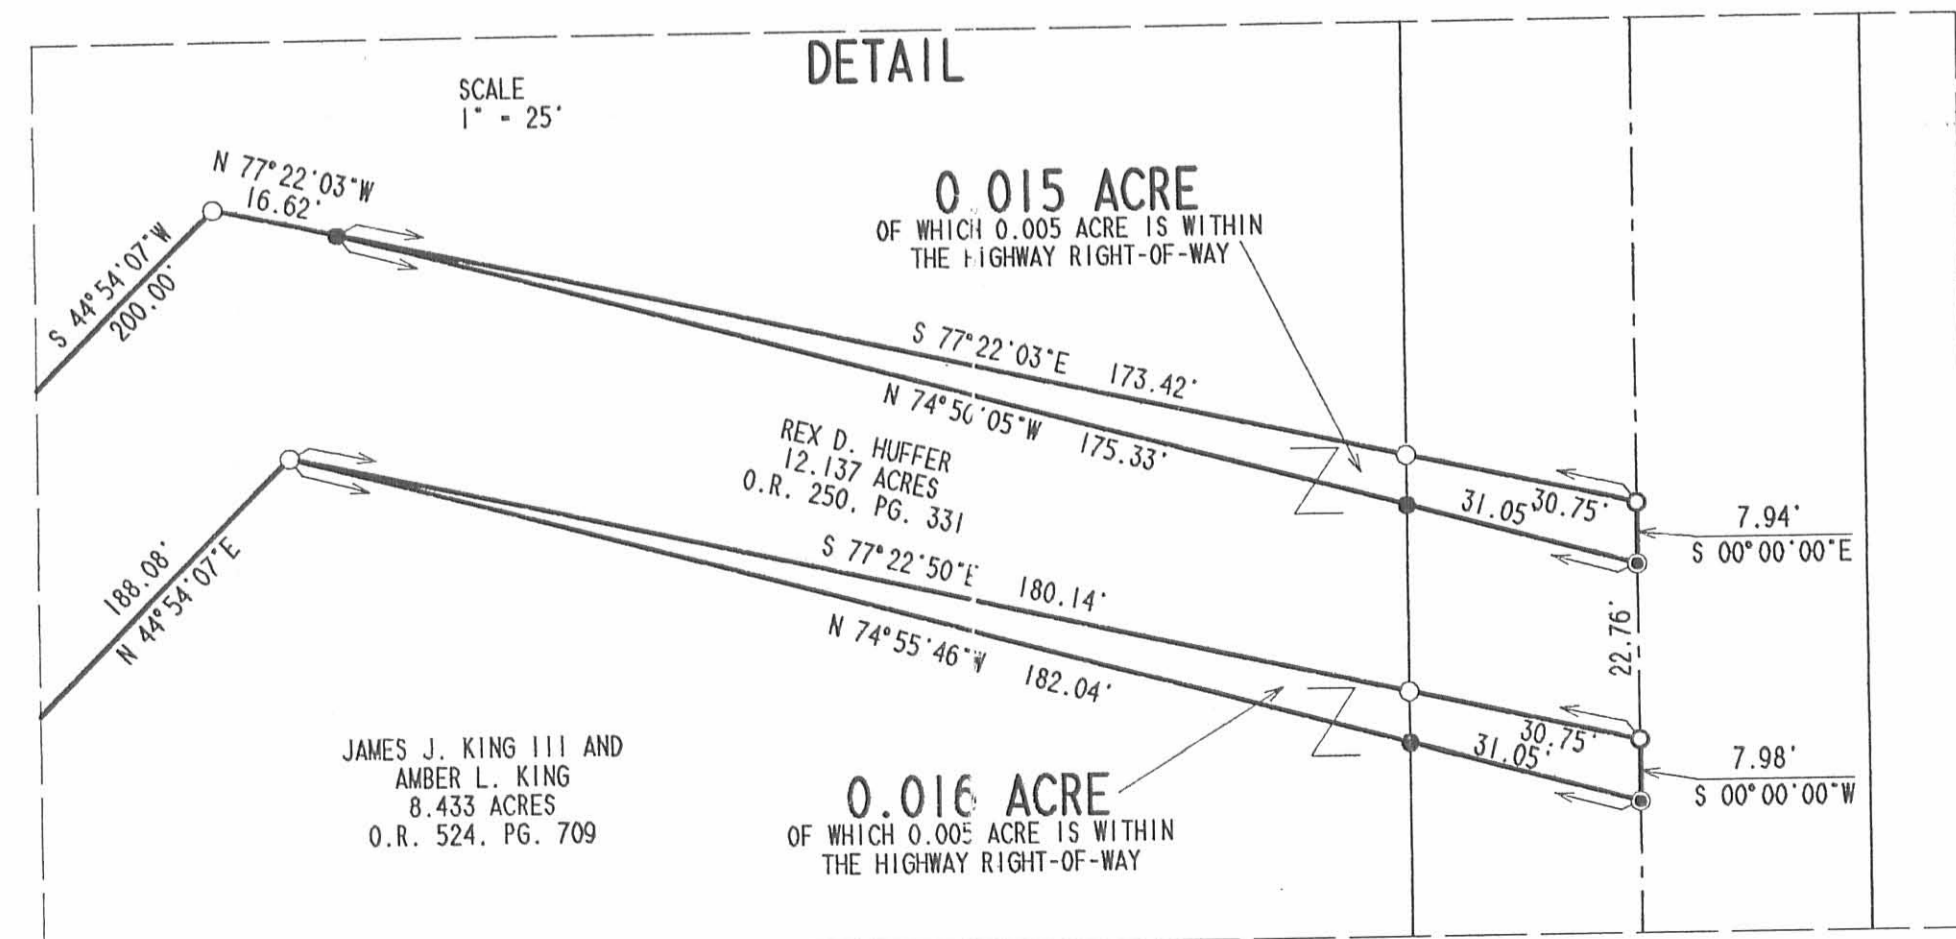 DETAIL
SCALE
1" = 25'
N 77°22'03"W
16.62'
S 44°54'07"W
200.00'
0.015 ACRE
OF WHICH 0.005 ACRE IS WITHIN
THE HIGHWAY RIGHT-OF-WAY
S 77°22'03"E 173.42'
N 74°50'05"W 175.33'
REX D. HUFFER
12.137 ACRES
O.R. 250, PG. 331
31.05'
30.75'
7.94'
S 00°00'00"E
S 77°22'50"E 180.14'
N 74°55'46"W 182.04'
188.08'
N 44°54'07"E
22.76'
30.75'
31.05'
7.98'
S 00°00'00"W
JAMES J. KING III AND
AMBER L. KING
8.433 ACRES
O.R. 524, PG. 709
0.016 ACRE
OF WHICH 0.005 ACRE IS WITHIN
THE HIGHWAY RIGHT-OF-WAY